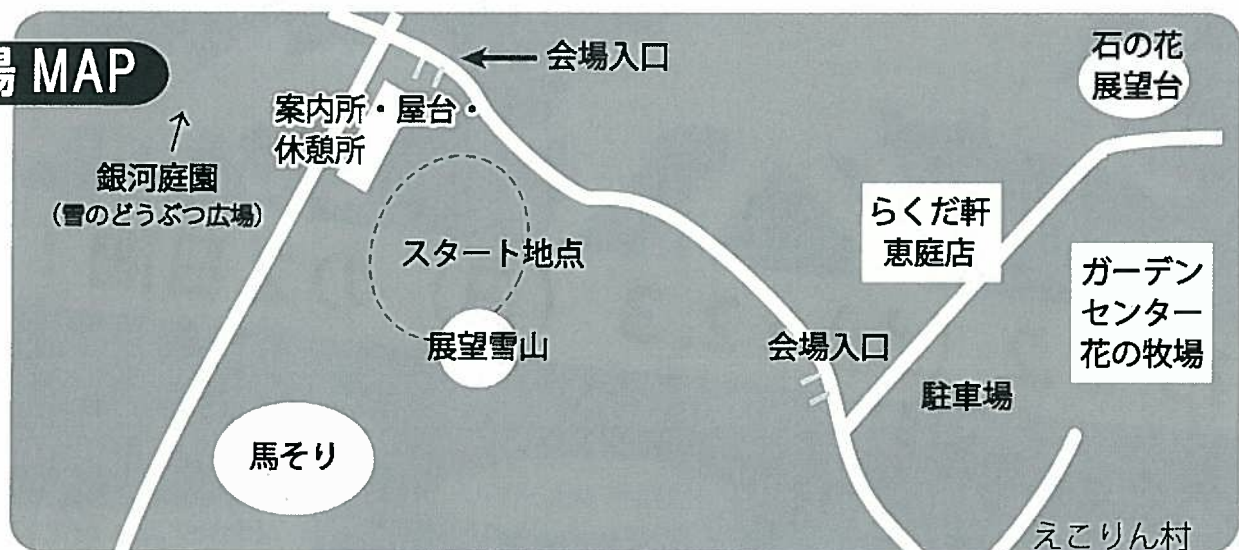 場 MAP
会場入口
石の花
展望台
案内所・屋台・
休憩所
銀河庭園
(雪のどうぶつ広場)
スタート地点
らくだ軒
恵庭店
ガーデン
センター
花の牧場
展望雪山
会場入口
駐車場
馬そり
えこりん村